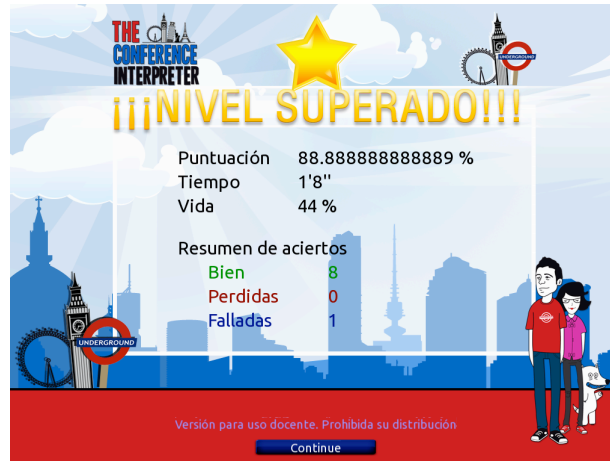 THE
CONFERENCE
INTERPRETER
UNDERGROUND
¡¡¡NIVEL SUPERADO!!!
Puntuación 88.888888888889 %
Tiempo 1'8''
Vida 44 %
Resumen de aciertos
Bien 8
Perdidas 0
Falladas 1
UNDERGROUND
Versión para uso docente. Prohibida su distribución
Continue